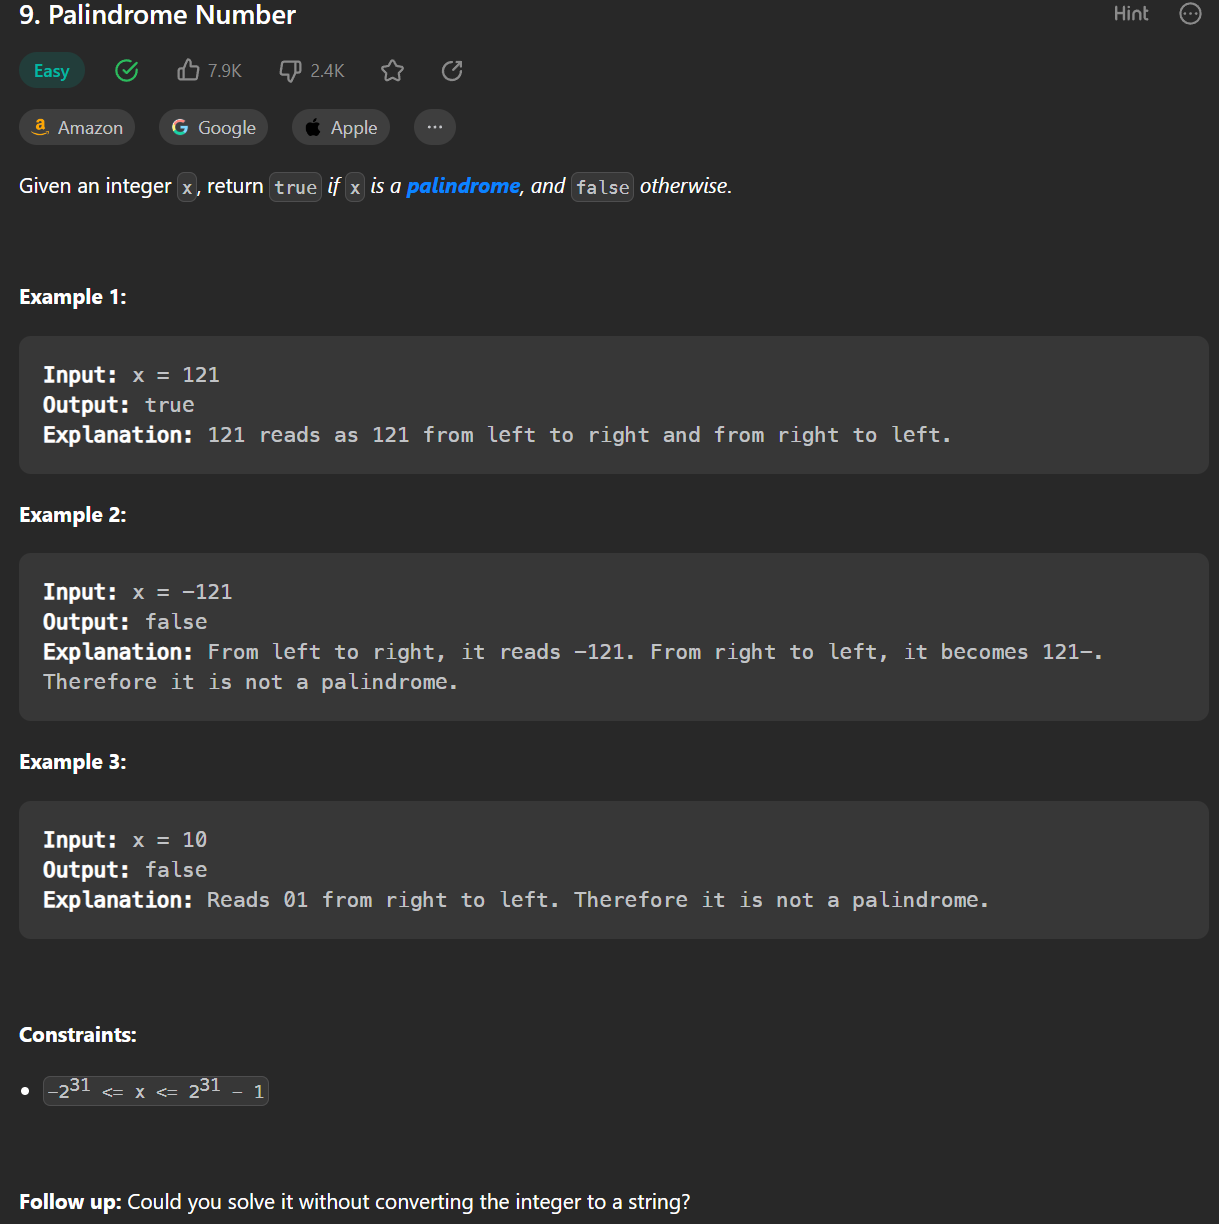 9. Palindrome Number
Hint
Easy
7.9K
2.4K
Amazon
Google
Apple
Given an integer x, return true if x is a palindrome, and false otherwise.
Example 1:
Input: x = 121
Output: true
Explanation: 121 reads as 121 from left to right and from right to left.
Example 2:
Input: x = -121
Output: false
Explanation: From left to right, it reads -121. From right to left, it becomes 121-.
Therefore it is not a palindrome.
Example 3:
Input: x = 10
Output: false
Explanation: Reads 01 from right to left. Therefore it is not a palindrome.
Constraints:
• -2³¹ <= x <= 2³¹ - 1
Follow up: Could you solve it without converting the integer to a string?